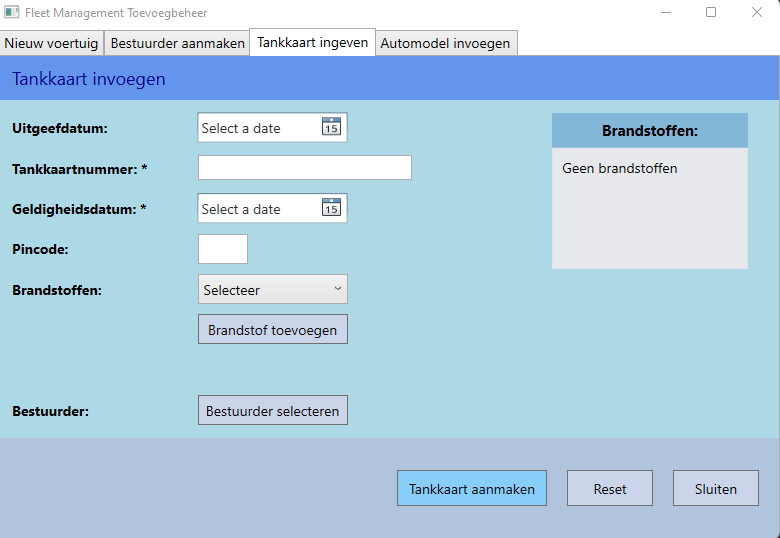 Fleet Management Toevoegbeheer
Nieuw voertuig Bestuurder aanmaken Tankkaart ingeven Automodel invoegen
Tankkaart invoegen
Uitgeefdatum: Select a date 15
Tankkaartnummer: *
Geldigheidsdatum: * Select a date 15
Pincode:
Brandstoffen: Selecteer
Brandstof toevoegen
Bestuurder: Bestuurder selecteren
Brandstoffen:
Geen brandstoffen
Tankkaart aanmaken Reset Sluiten